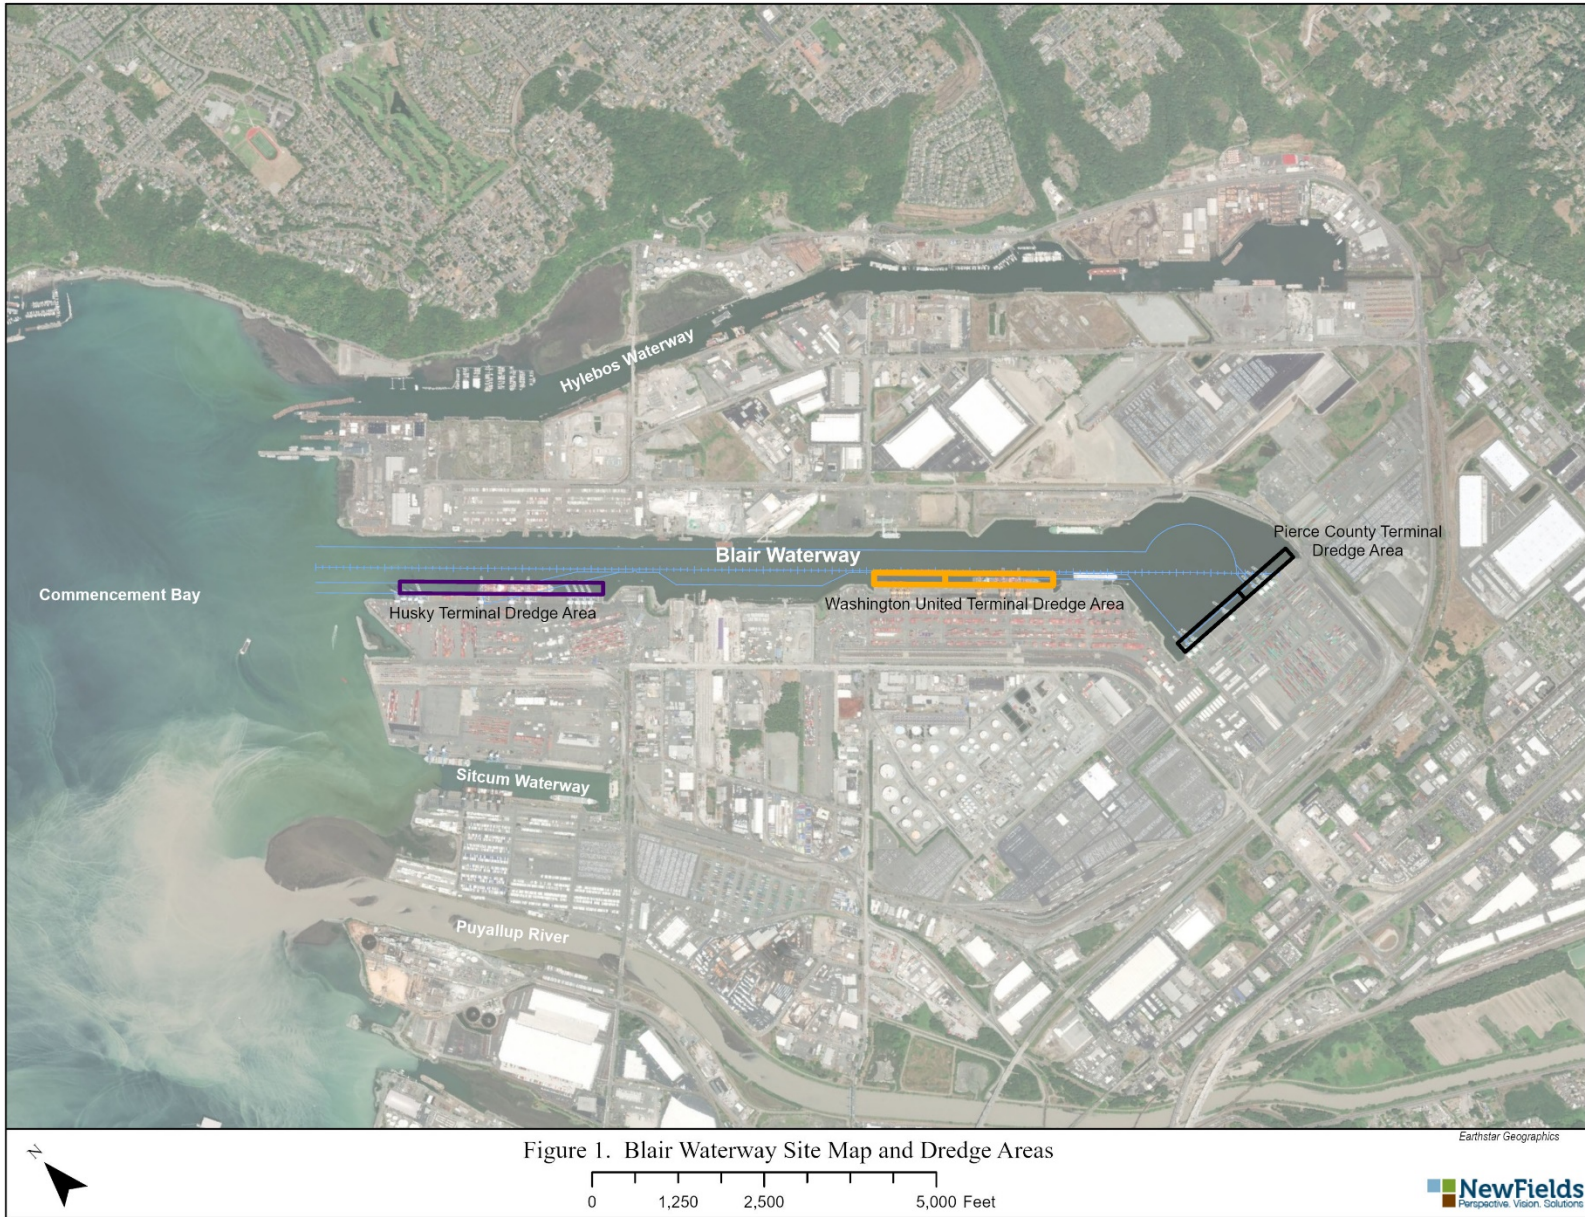 Hylebos Waterway
Pierce County Terminal
Dredge Area
Blair Waterway
Commencement Bay
Husky Terminal Dredge Area
Washington United Terminal Dredge Area
Sitcum Waterway
Puyallup River
Earthstar Geographics
Figure 1. Blair Waterway Site Map and Dredge Areas
N
0 1,250 2,500 5,000 Feet
NewFields
Perspective. Vision. Solutions